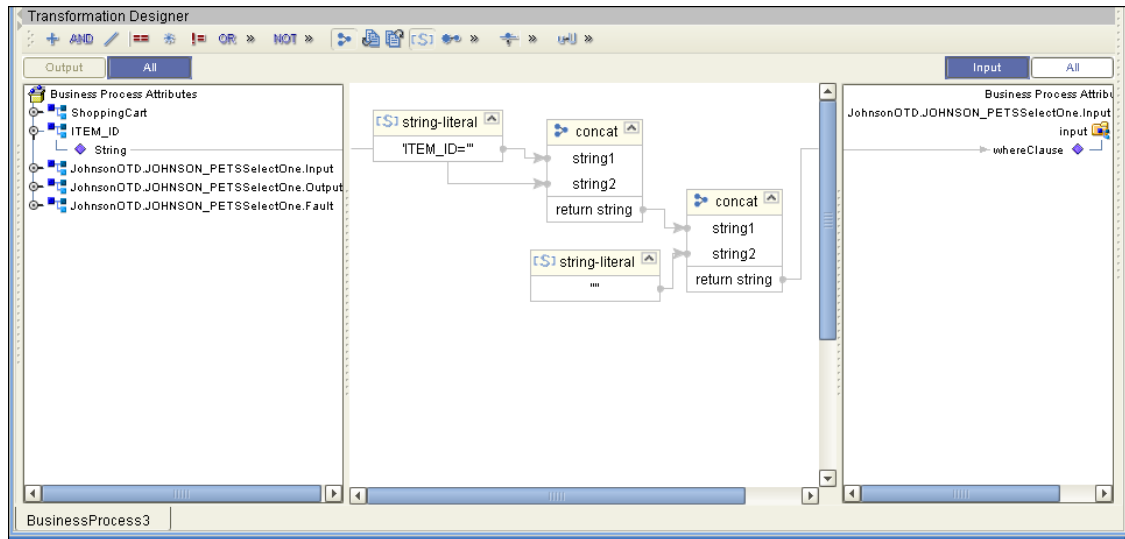 Transformation Designer
AND == != OR » NOT » [S] » » »
Output All Input All
Business Process Attributes
ShoppingCart
ITEM_ID
String
JohnsonOTD.JOHNSON_PETSSelectOne.Input
JohnsonOTD.JOHNSON_PETSSelectOne.Output
JohnsonOTD.JOHNSON_PETSSelectOne.Fault
[S] string-literal
'ITEM_ID='"
concat
string1
string2
return string
[S] string-literal
""
concat
string1
string2
return string
Business Process Attribu
JohnsonOTD.JOHNSON_PETSSelectOne.Input
input
whereClause
BusinessProcess3